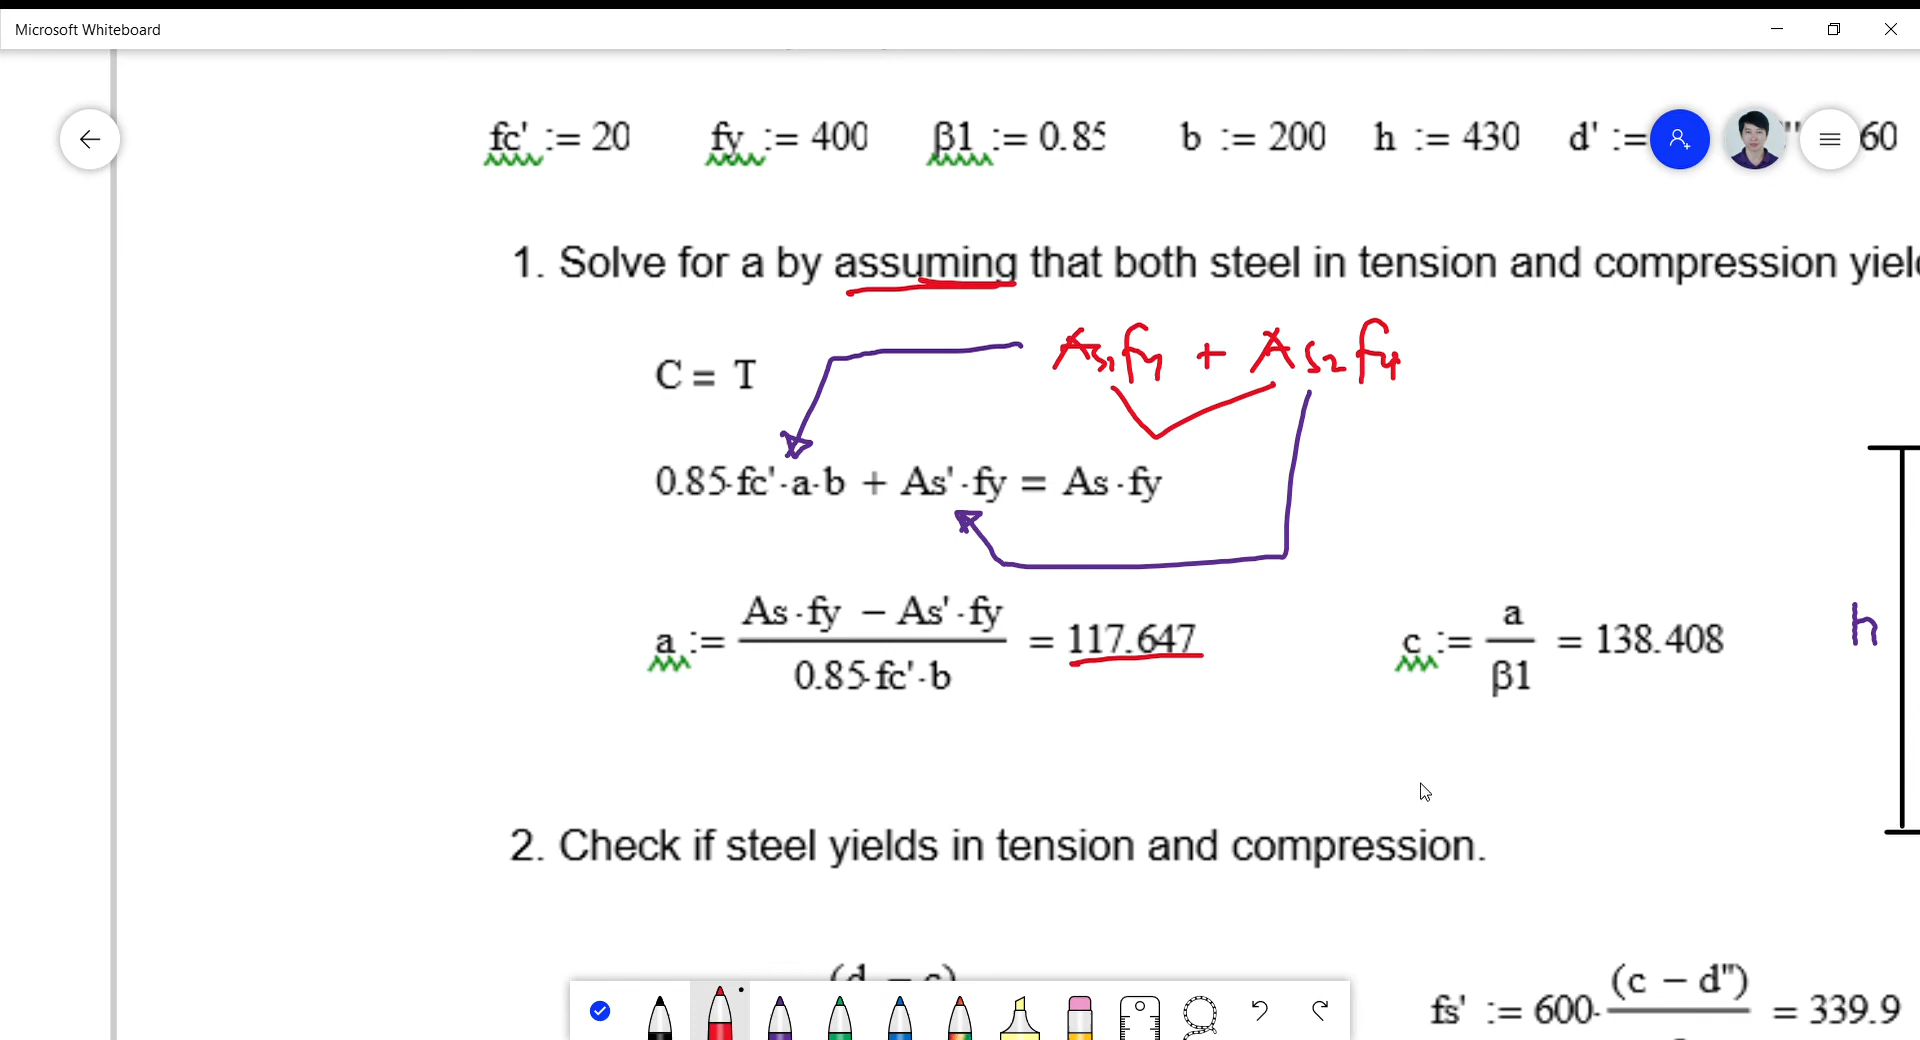 Microsoft Whiteboard
fc' := 20 fy := 400 β1 := 0.85 b := 200 h := 430 d' := " 60
1. Solve for a by assuming that both steel in tension and compression yiel
As1fy + As2fy
C = T
0.85·fc'·a·b + As'·fy = As·fy
a := (As·fy − As'·fy) / (0.85·fc'·b) = 117.647 c := a / β1 = 138.408
h
2. Check if steel yields in tension and compression.
(d − c)
fs' := 600· (c − d") = 339.9